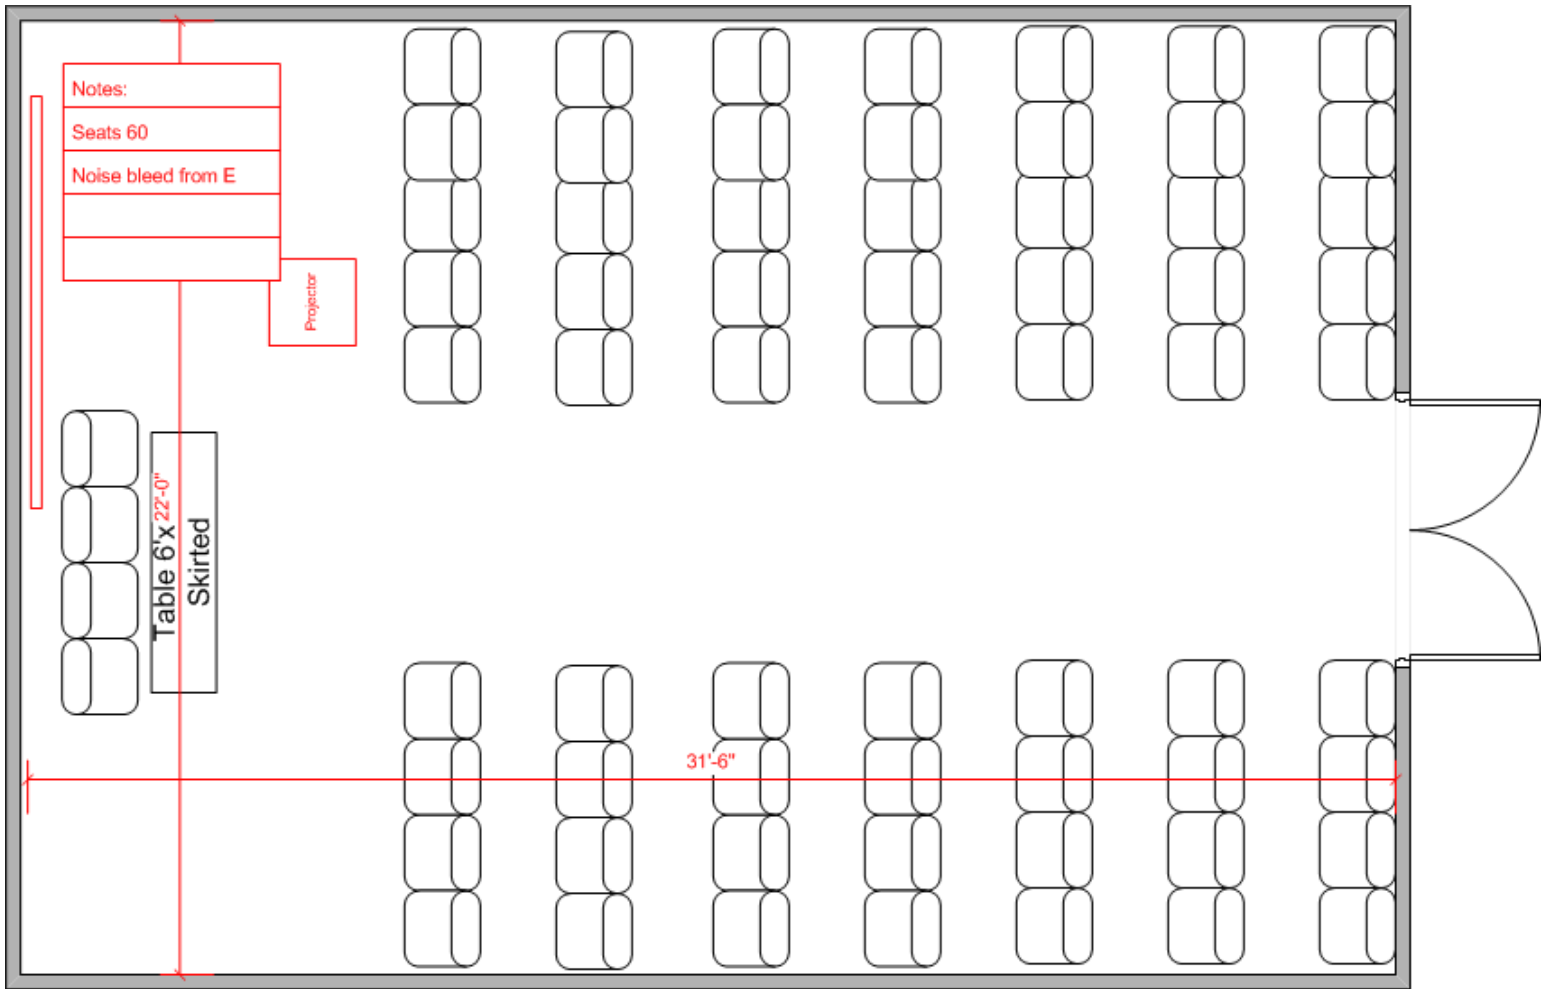 Notes:
Seats 60
Noise bleed from E
Projector
Table 6'x
Skirted
22'-0"
31'-6"